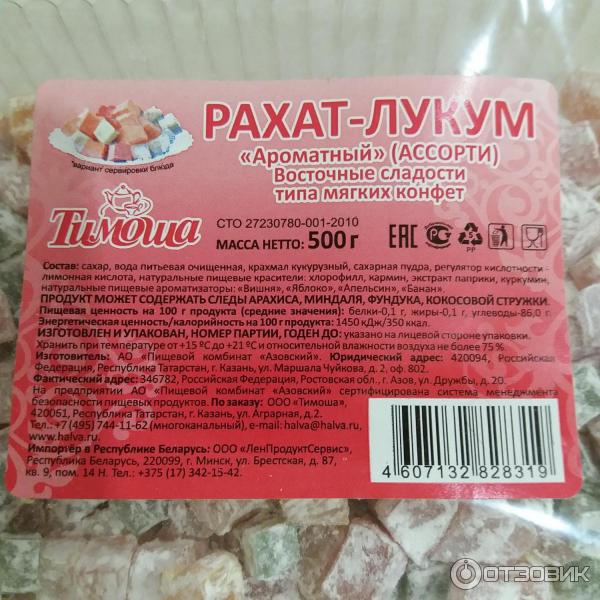 РАХАТ-ЛУКУМ
«Ароматный» (АССОРТИ)
Восточные сладости
типа мягких конфет
*вариант сервировки блюда
Тимоша
СТО 27230780-001-2010
МАССА НЕТТО: 500 г
EAC
РС
5
PP
Состав: сахар, вода питьевая очищенная, крахмал кукурузный, сахарная пудра, регулятор кислотности -
лимонная кислота, натуральные пищевые красители: хлорофилл, кармин, экстракт паприки, куркумин,
натуральные пищевые ароматизаторы: «Вишня», «Яблоко», «Апельсин», «Банан».
ПРОДУКТ МОЖЕТ СОДЕРЖАТЬ СЛЕДЫ АРАХИСА, МИНДАЛЯ, ФУНДУКА, КОКОСОВОЙ СТРУЖКИ.
Пищевая ценность на 100 г продукта (средние значения): белки-0,1 г, жиры-0,1 г, углеводы-86,0 г.
Энергетическая ценность/калорийность на 100 г продукта: 1450 кДж/350 ккал.
ИЗГОТОВЛЕН И УПАКОВАН, НОМЕР ПАРТИИ, ГОДЕН ДО: указано на лицевой стороне упаковки.
Хранить при температуре от +15 °С до +21 °С и относительной влажности воздуха не более 75 %.
Изготовитель: АО «Пищевой комбинат «Азовский». Юридический адрес: 420094, Российская
Федерация, Республика Татарстан, г. Казань, ул. Маршала Чуйкова, д. 2, оф. 802.
Фактический адрес: 346782, Российская Федерация, Ростовская обл., г. Азов, ул. Дружбы, д. 20.
На предприятии АО «Пищевой комбинат «Азовский» сертифицирована система менеджмента
безопасности пищевых продуктов. По заказу: ООО «Тимоша»,
420061, Республика Татарстан, г. Казань, ул. Аграрная, д.2.
Тел.: +7 (495) 744-11-62 (многоканальный), e-mail: halva@halva.ru,
www.halva.ru.
Импортёр в Республике Беларусь: ООО «ЛенПродуктСервис»,
Республика Беларусь, 220099, г. Минск, ул. Брестская, д. 87,
кв. 9, пом. 14 Н. Тел.: +375 (17) 342-15-42.
4 607132 828319
ОТЗОВИК